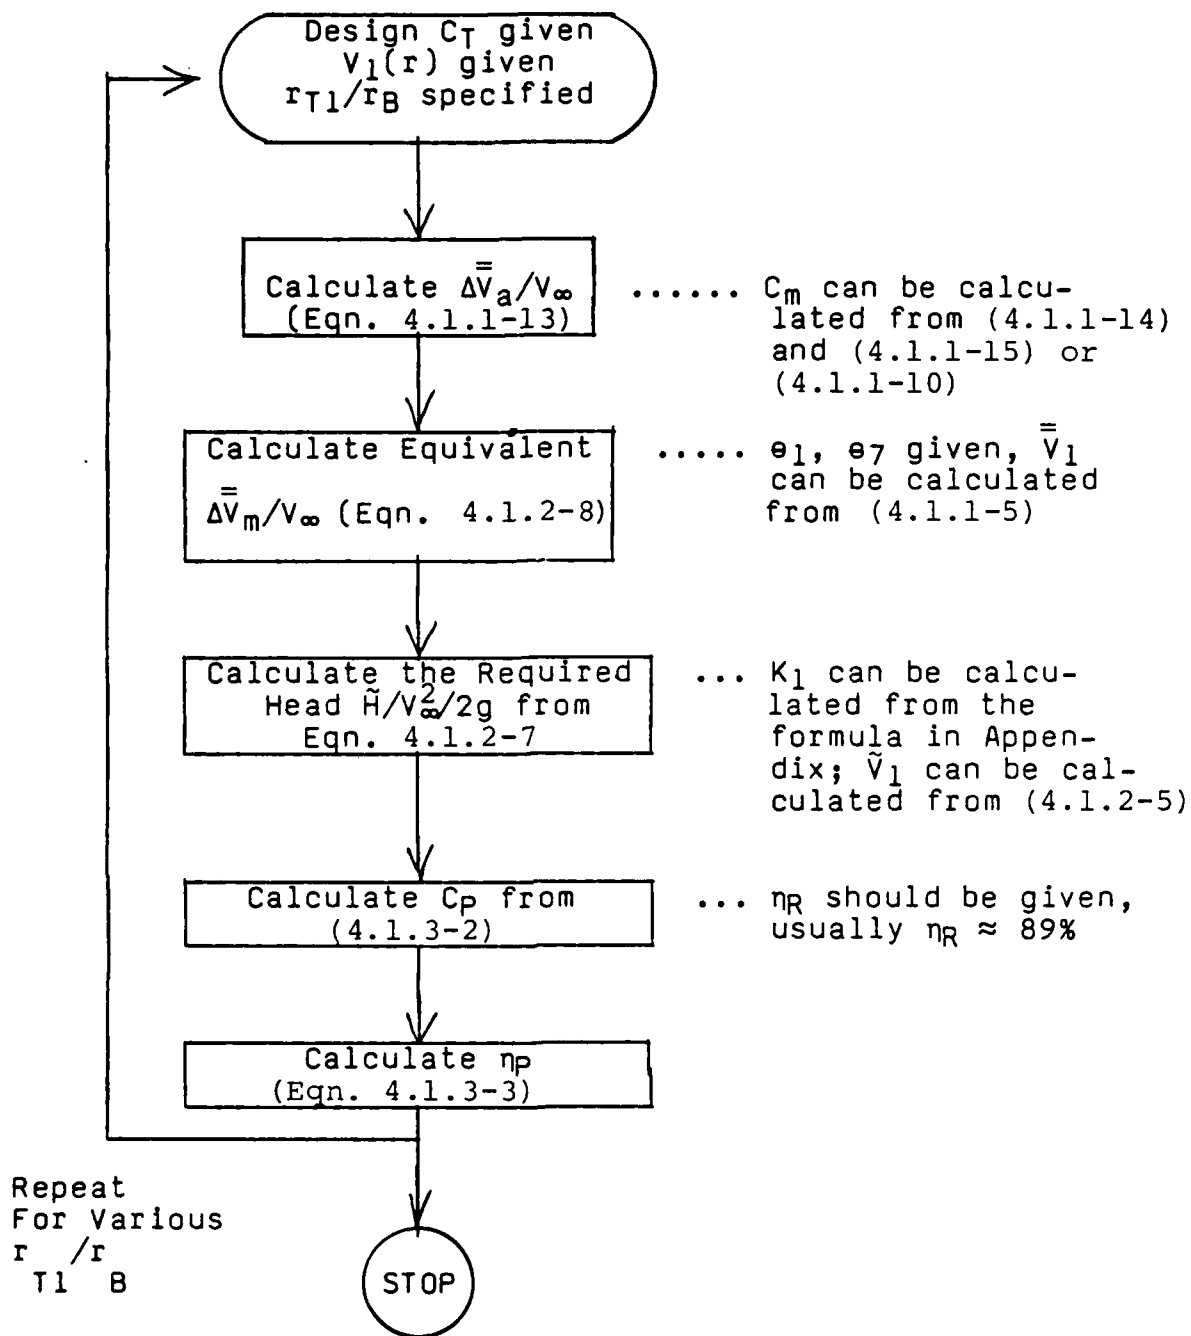 Design C_T given
V_1(r) given
r_T1/r_B specified
Calculate Δ\bar{\bar{V}}_a/V_∞
(Eqn. 4.1.1-13)
...... C_m can be calcu-
lated from (4.1.1-14)
and (4.1.1-15) or
(4.1.1-10)
Calculate Equivalent
Δ\bar{\bar{V}}_m/V_∞ (Eqn. 4.1.2-8)
..... θ_1, θ_7 given, \bar{\bar{V}}_1
can be calculated
from (4.1.1-5)
Calculate the Required
Head H̃/V_∞^2/2g from
Eqn. 4.1.2-7
... K_1 can be calcu-
lated from the
formula in Appen-
dix; Ṽ_1 can be cal-
culated from (4.1.2-5)
Calculate C_P from
(4.1.3-2)
... η_R should be given,
usually η_R ≈ 89%
Calculate η_P
(Eqn. 4.1.3-3)
Repeat
For Various
r_T1/r_B
STOP